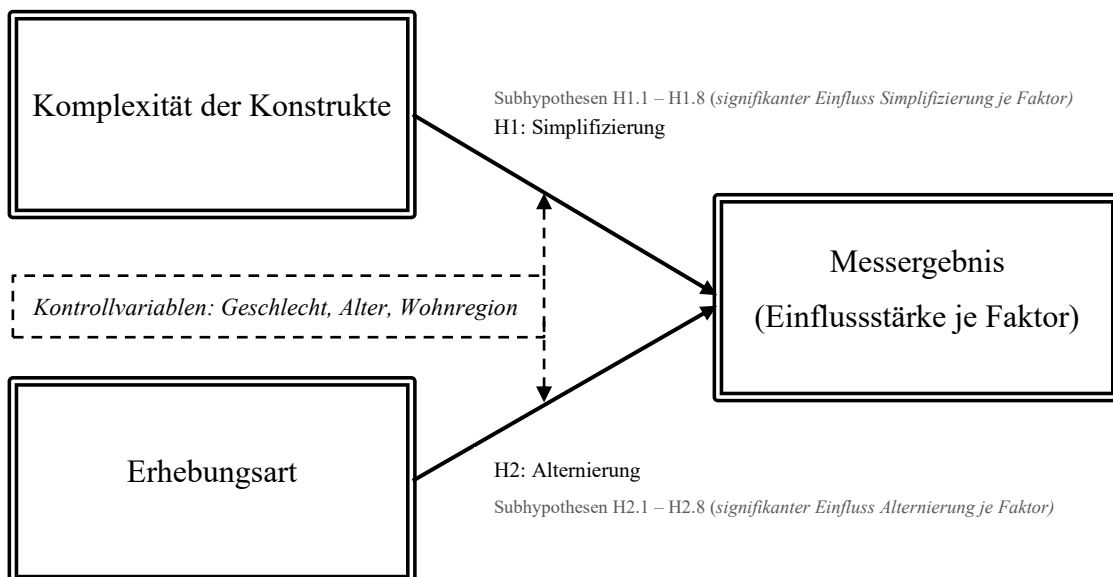 Komplexität der Konstrukte
Subhypothesen H1.1 – H1.8 (signifikanter Einfluss Simplifizierung je Faktor)
H1: Simplifizierung
Messergebnis
(Einflussstärke je Faktor)
Kontrollvariablen: Geschlecht, Alter, Wohnregion
Erhebungsart
H2: Alternierung
Subhypothesen H2.1 – H2.8 (signifikanter Einfluss Alternierung je Faktor)